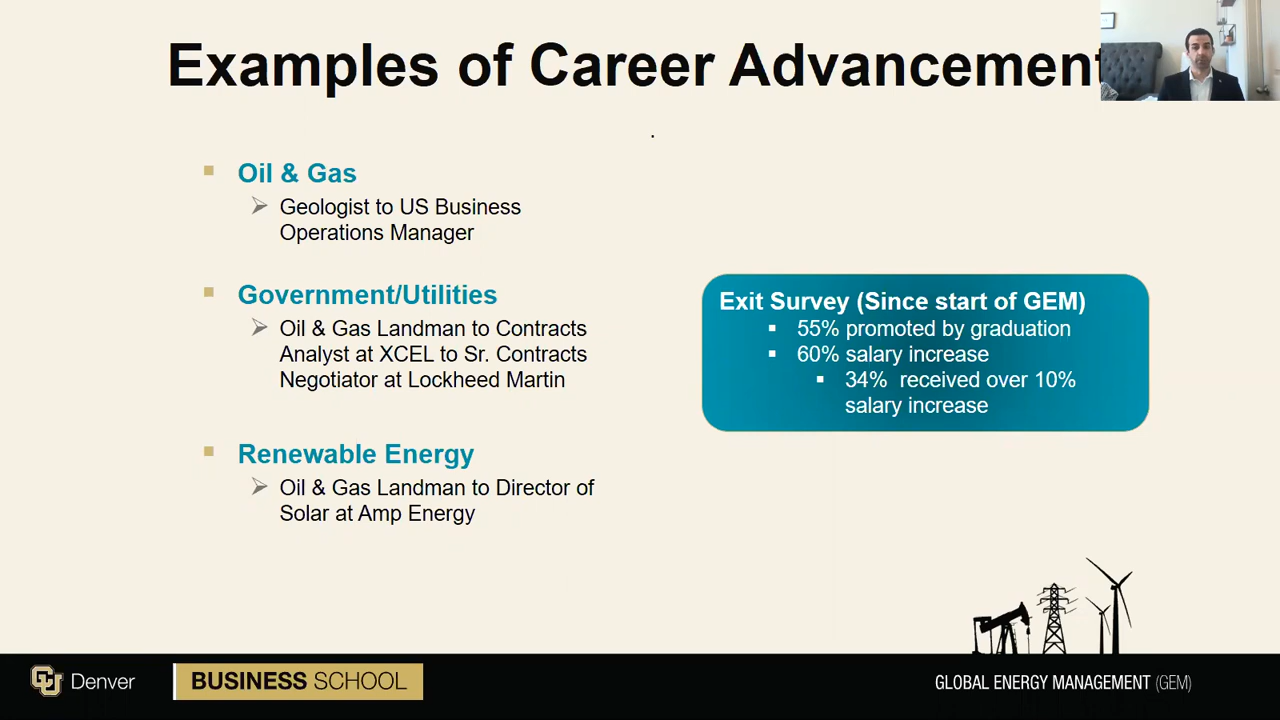 Examples of Career Advancement
Oil & Gas
Geologist to US Business
Operations Manager
Government/Utilities
Oil & Gas Landman to Contracts
Analyst at XCEL to Sr. Contracts
Negotiator at Lockheed Martin
Renewable Energy
Oil & Gas Landman to Director of
Solar at Amp Energy
Exit Survey (Since start of GEM)
55% promoted by graduation
60% salary increase
34% received over 10%
salary increase
CU Denver
BUSINESS SCHOOL
GLOBAL ENERGY MANAGEMENT (GEM)